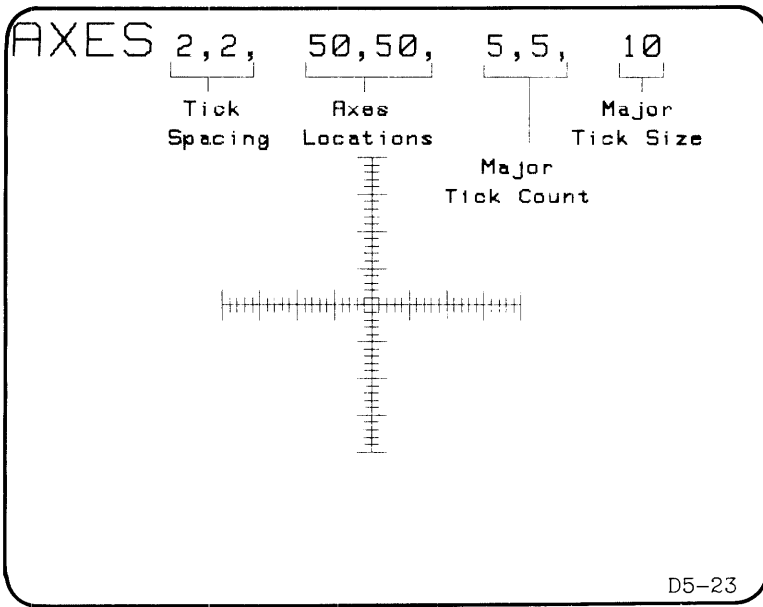 AXES 2,2, 50,50, 5,5, 10
Tick Spacing
Axes Locations
Major Tick Count
Major Tick Size
D5-23